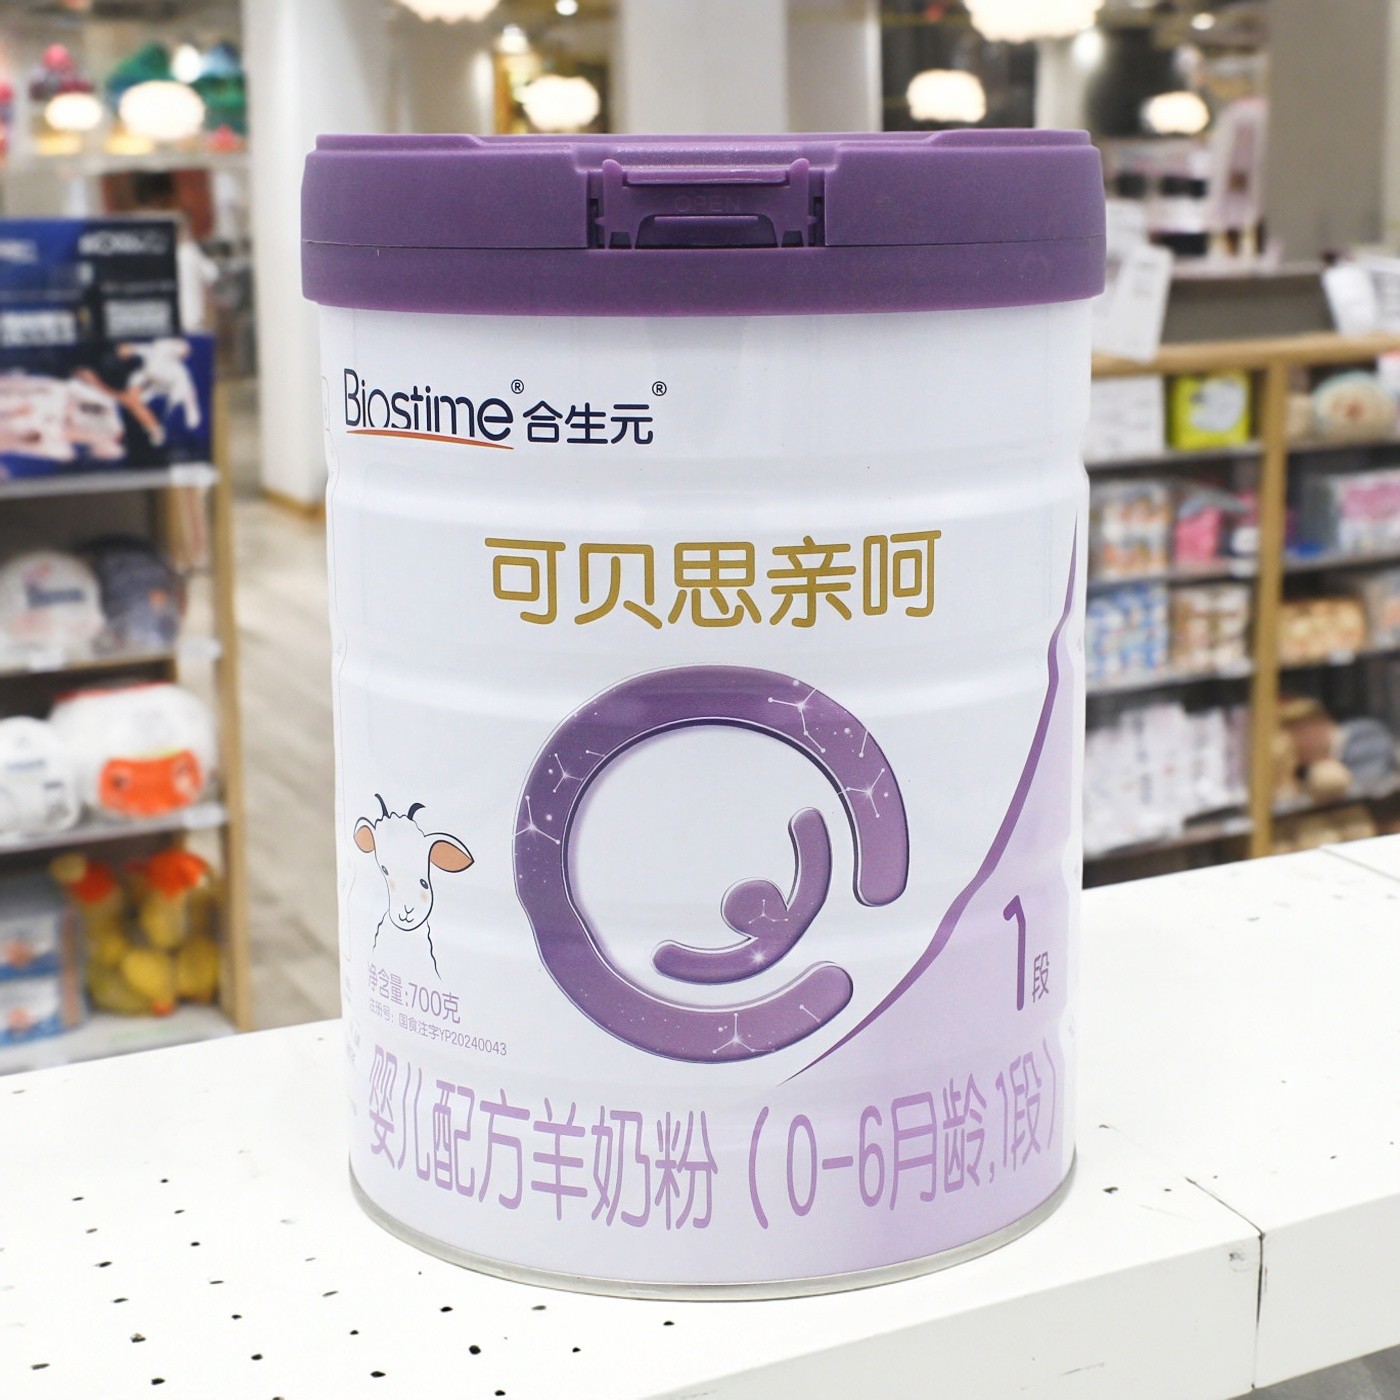 OPEN
Biostime® 合生元®
可贝思亲呵
1段
净含量:700克
注册号:国食注字YP20240043
婴儿配方羊奶粉(0-6月龄,1段)